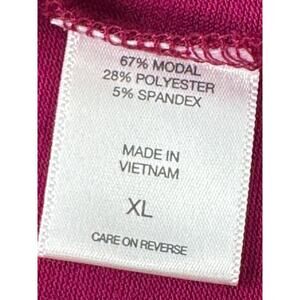 67% MODAL
28% POLYESTER
5% SPANDEX
MADE IN
VIETNAM
XL
CARE ON REVERSE